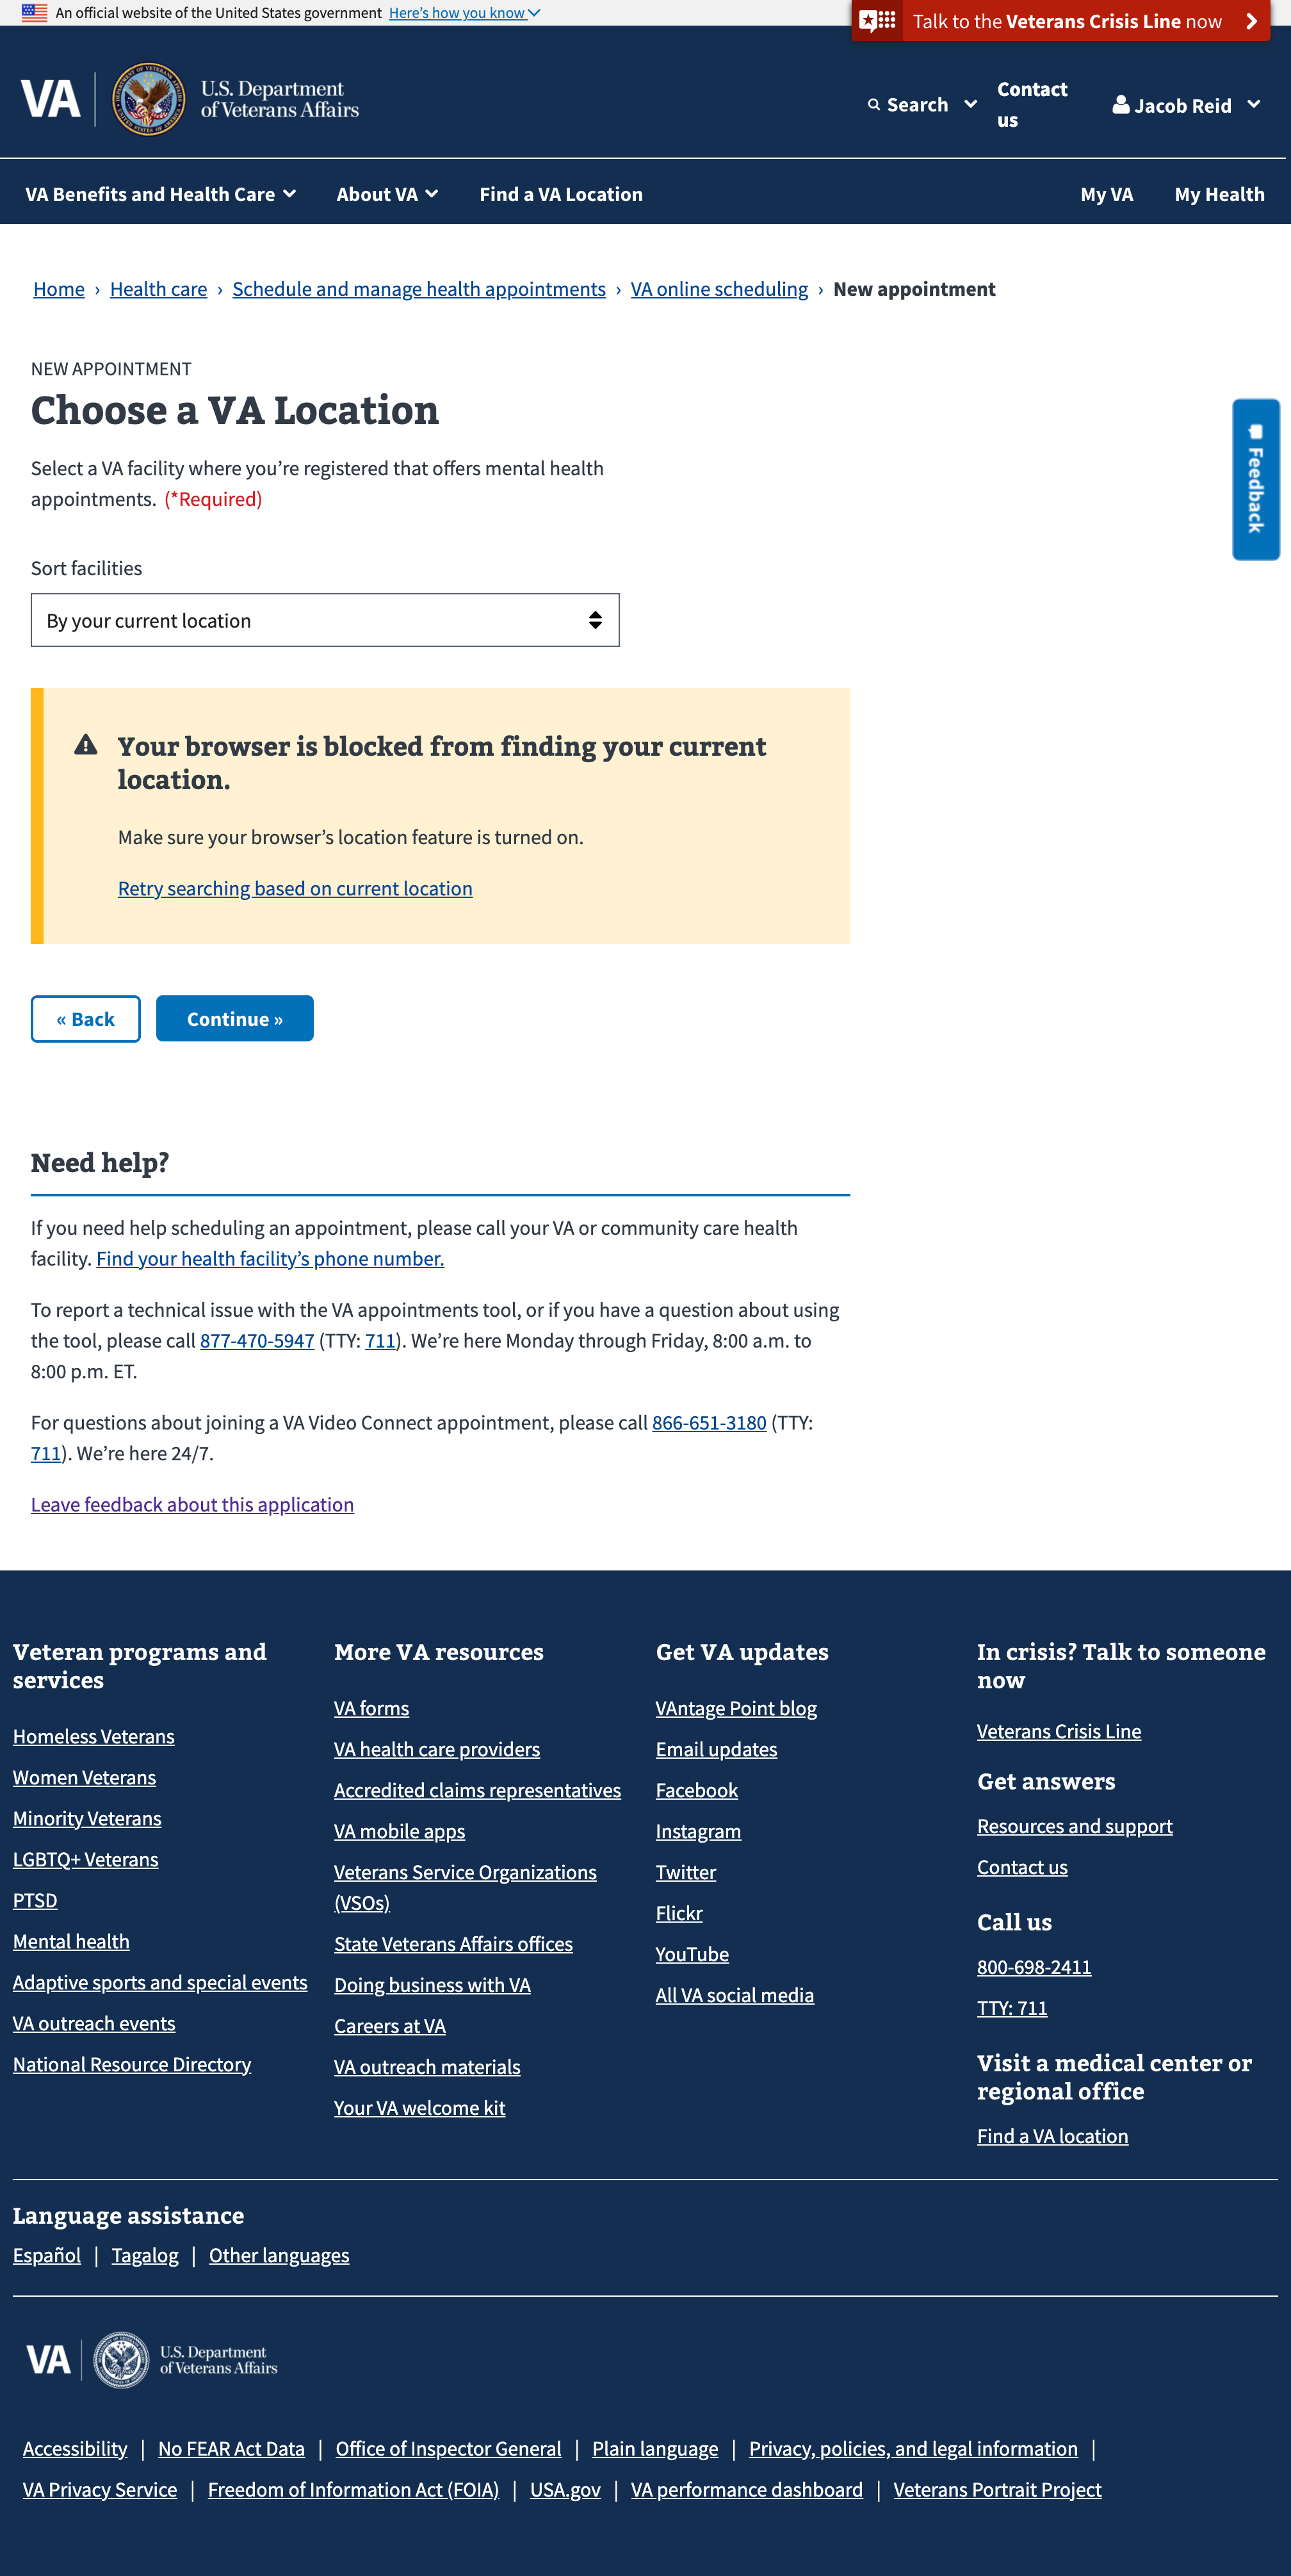 An official website of the United States government Here's how you know
Talk to the Veterans Crisis Line now
VA
U.S. Department
of Veterans Affairs
Search
Contact
us
Jacob Reid
VA Benefits and Health Care
About VA
Find a VA Location
My VA
My Health
Home › Health care › Schedule and manage health appointments › VA online scheduling › New appointment
NEW APPOINTMENT
Choose a VA Location
Select a VA facility where you’re registered that offers mental health
appointments. (*Required)
Feedback
Sort facilities
By your current location
Your browser is blocked from finding your current
location.
Make sure your browser’s location feature is turned on.
Retry searching based on current location
« Back
Continue »
Need help?
If you need help scheduling an appointment, please call your VA or community care health
facility. Find your health facility’s phone number.
To report a technical issue with the VA appointments tool, or if you have a question about using
the tool, please call 877-470-5947 (TTY: 711). We’re here Monday through Friday, 8:00 a.m. to
8:00 p.m. ET.
For questions about joining a VA Video Connect appointment, please call 866-651-3180 (TTY:
711). We’re here 24/7.
Leave feedback about this application
Veteran programs and
services
Homeless Veterans
Women Veterans
Minority Veterans
LGBTQ+ Veterans
PTSD
Mental health
Adaptive sports and special events
VA outreach events
National Resource Directory
More VA resources
VA forms
VA health care providers
Accredited claims representatives
VA mobile apps
Veterans Service Organizations
(VSOs)
State Veterans Affairs offices
Doing business with VA
Careers at VA
VA outreach materials
Your VA welcome kit
Get VA updates
VAntage Point blog
Email updates
Facebook
Instagram
Twitter
Flickr
YouTube
All VA social media
In crisis? Talk to someone
now
Veterans Crisis Line
Get answers
Resources and support
Contact us
Call us
800-698-2411
TTY: 711
Visit a medical center or
regional office
Find a VA location
Language assistance
Español | Tagalog | Other languages
VA
U.S. Department
of Veterans Affairs
Accessibility | No FEAR Act Data | Office of Inspector General | Plain language | Privacy, policies, and legal information |
VA Privacy Service | Freedom of Information Act (FOIA) | USA.gov | VA performance dashboard | Veterans Portrait Project